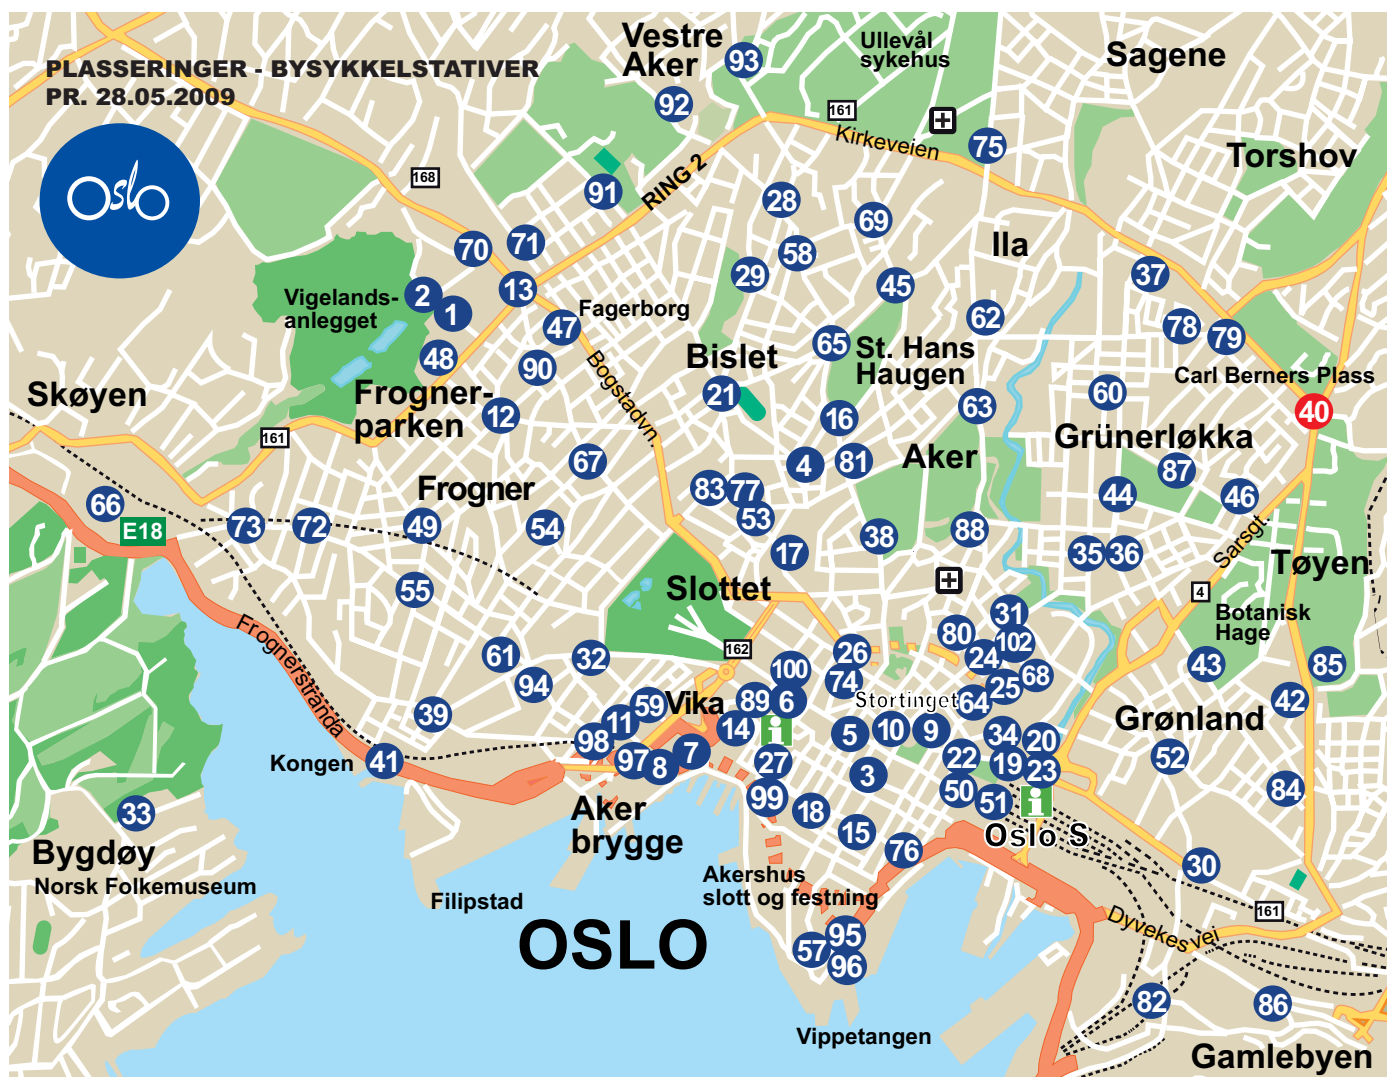 PLASSERINGER - BYSYKKELSTATIVER
PR. 28.05.2009
Oslo
Vestre
Aker
93
92
Ullevål
sykehus
161
Kirkeveien
75
Sagene
Torshov
168
91
RING 2
28
69
58
29
45
Ila
37
70
71
2
1
13
Vigelands-
anlegget
47
Fagerborg
48
90
Bogstadvn.
Bislet
21
65
St. Hans
Haugen
62
78
79
Carl Berners Plass
40
Skøyen
Frogner-
parken
12
161
16
63
60
Grünerløkka
67
4
81
Aker
87
44
46
Frogner
83
77
53
66
E18
73
72
49
54
38
88
17
35
36
Sarsgt.
Tøyen
55
Slottet
4
Botanisk
Hage
Frognerstranda
31
80
102
24
68
25
64
162
26
100
74
61
32
94
43
85
42
59
Vika
89
6
Stortinget
39
11
14
i
5
10
9
34
20
Grønland
98
97
8
7
27
22
19
23
52
Kongen
41
3
50
51
i
84
33
99
18
Oslo S
Aker
brygge
15
76
Bygdøy
Norsk Folkemuseum
Akershus
slott og festning
30
Filipstad
161
OSLO
Dyvekes vei
95
57
96
82
86
Vippetangen
Gamlebyen